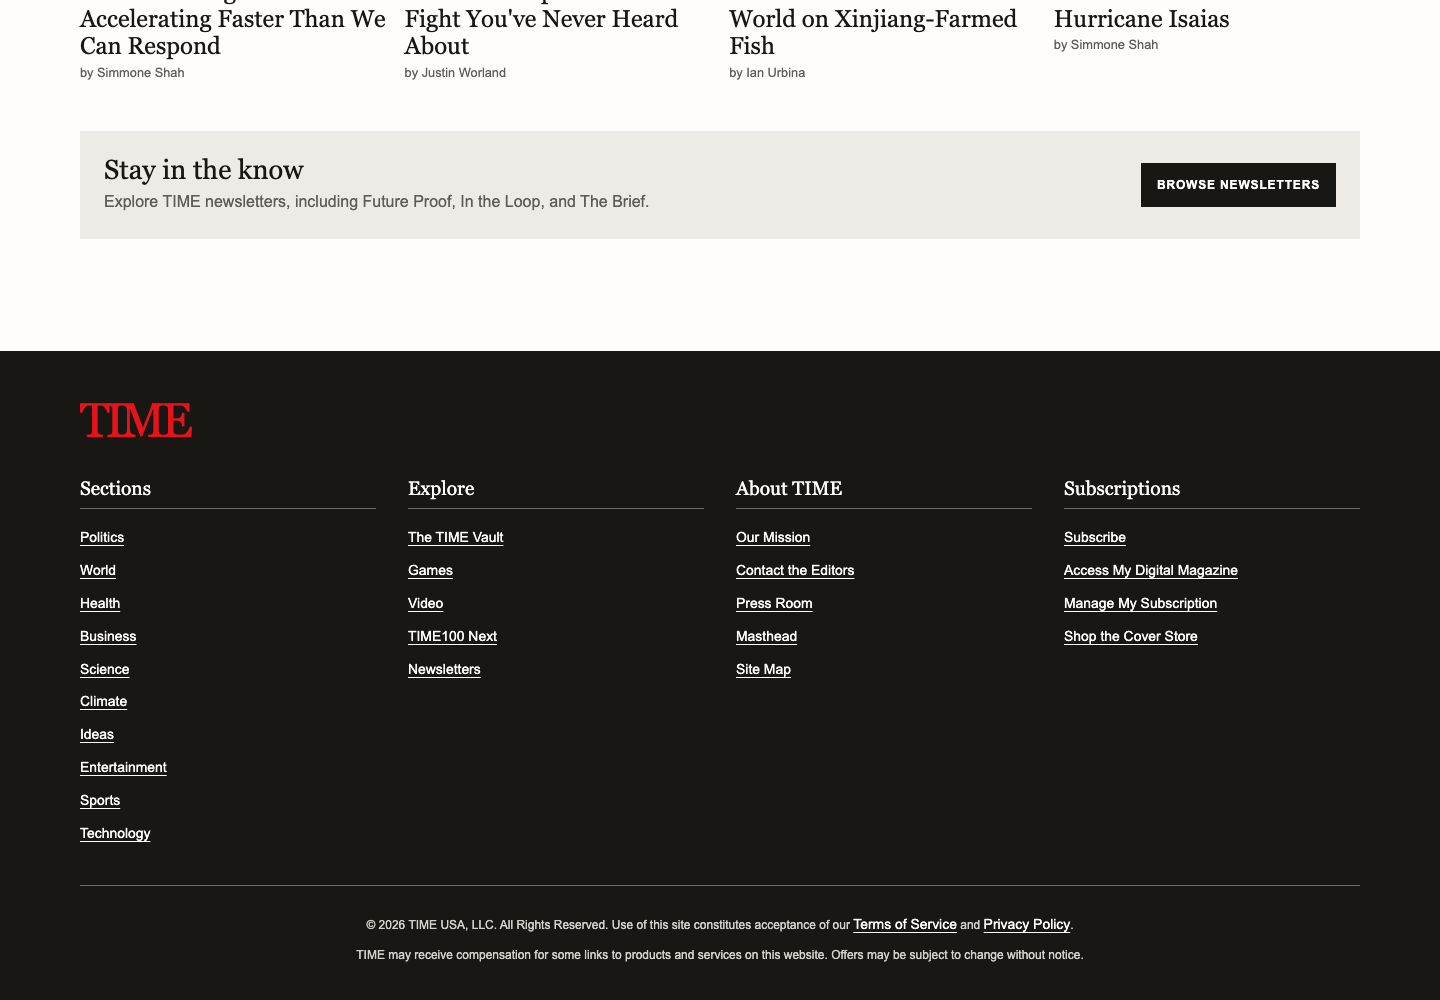 Accelerating Faster Than We
Can Respond
by Simmone Shah
Fight You've Never Heard
About
by Justin Worland
World on Xinjiang-Farmed
Fish
by Ian Urbina
Hurricane Isaias
by Simmone Shah
Stay in the know
Explore TIME newsletters, including Future Proof, In the Loop, and The Brief.
BROWSE NEWSLETTERS
TIME
Sections
Politics
World
Health
Business
Science
Climate
Ideas
Entertainment
Sports
Technology
Explore
The TIME Vault
Games
Video
TIME100 Next
Newsletters
About TIME
Our Mission
Contact the Editors
Press Room
Masthead
Site Map
Subscriptions
Subscribe
Access My Digital Magazine
Manage My Subscription
Shop the Cover Store
© 2026 TIME USA, LLC. All Rights Reserved. Use of this site constitutes acceptance of our Terms of Service and Privacy Policy.
TIME may receive compensation for some links to products and services on this website. Offers may be subject to change without notice.